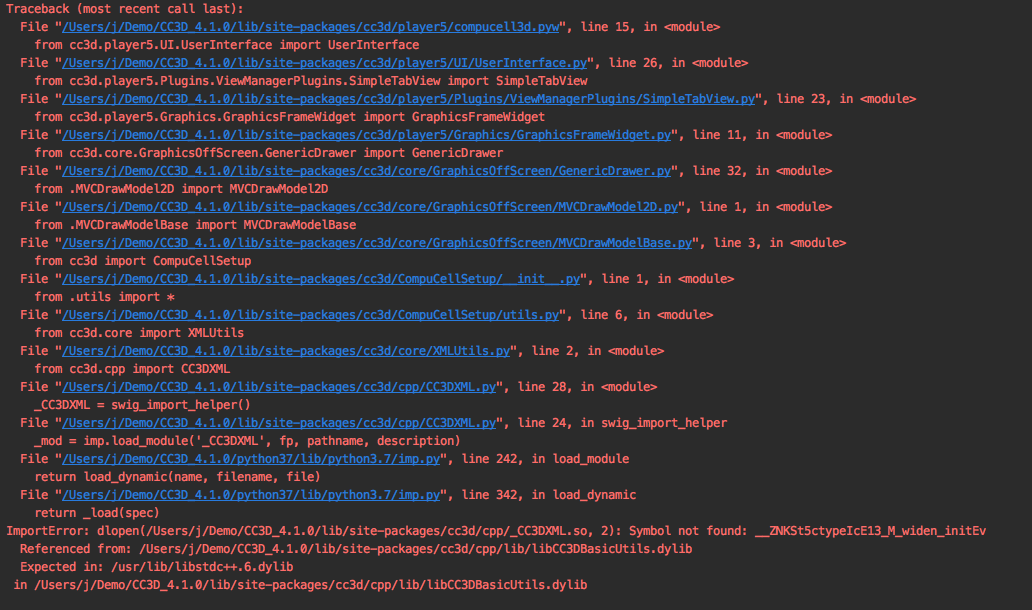 Traceback (most recent call last):
File "/Users/j/Demo/CC3D_4.1.0/lib/site-packages/cc3d/player5/compucell3d.pyw", line 15, in <module>
from cc3d.player5.UI.UserInterface import UserInterface
File "/Users/j/Demo/CC3D_4.1.0/lib/site-packages/cc3d/player5/UI/UserInterface.py", line 26, in <module>
from cc3d.player5.Plugins.ViewManagerPlugins.SimpleTabView import SimpleTabView
File "/Users/j/Demo/CC3D_4.1.0/lib/site-packages/cc3d/player5/Plugins/ViewManagerPlugins/SimpleTabView.py", line 23, in <module>
from cc3d.player5.Graphics.GraphicsFrameWidget import GraphicsFrameWidget
File "/Users/j/Demo/CC3D_4.1.0/lib/site-packages/cc3d/player5/Graphics/GraphicsFrameWidget.py", line 11, in <module>
from cc3d.core.GraphicsOffScreen.GenericDrawer import GenericDrawer
File "/Users/j/Demo/CC3D_4.1.0/lib/site-packages/cc3d/core/GraphicsOffScreen/GenericDrawer.py", line 32, in <module>
from .MVCDrawModel2D import MVCDrawModel2D
File "/Users/j/Demo/CC3D_4.1.0/lib/site-packages/cc3d/core/GraphicsOffScreen/MVCDrawModel2D.py", line 1, in <module>
from .MVCDrawModelBase import MVCDrawModelBase
File "/Users/j/Demo/CC3D_4.1.0/lib/site-packages/cc3d/core/GraphicsOffScreen/MVCDrawModelBase.py", line 3, in <module>
from cc3d import CompuCellSetup
File "/Users/j/Demo/CC3D_4.1.0/lib/site-packages/cc3d/CompuCellSetup/__init__.py", line 1, in <module>
from .utils import *
File "/Users/j/Demo/CC3D_4.1.0/lib/site-packages/cc3d/CompuCellSetup/utils.py", line 6, in <module>
from cc3d.core import XMLUtils
File "/Users/j/Demo/CC3D_4.1.0/lib/site-packages/cc3d/core/XMLUtils.py", line 2, in <module>
from cc3d.cpp import CC3DXML
File "/Users/j/Demo/CC3D_4.1.0/lib/site-packages/cc3d/cpp/CC3DXML.py", line 28, in <module>
_CC3DXML = swig_import_helper()
File "/Users/j/Demo/CC3D_4.1.0/lib/site-packages/cc3d/cpp/CC3DXML.py", line 24, in swig_import_helper
_mod = imp.load_module('_CC3DXML', fp, pathname, description)
File "/Users/j/Demo/CC3D_4.1.0/python37/lib/python3.7/imp.py", line 242, in load_module
return load_dynamic(name, filename, file)
File "/Users/j/Demo/CC3D_4.1.0/python37/lib/python3.7/imp.py", line 342, in load_dynamic
return _load(spec)
ImportError: dlopen(/Users/j/Demo/CC3D_4.1.0/lib/site-packages/cc3d/cpp/_CC3DXML.so, 2): Symbol not found: __ZNKSt5ctypeIcE13_M_widen_initEv
Referenced from: /Users/j/Demo/CC3D_4.1.0/lib/site-packages/cc3d/cpp/lib/libCC3DBasicUtils.dylib
Expected in: /usr/lib/libstdc++.6.dylib
in /Users/j/Demo/CC3D_4.1.0/lib/site-packages/cc3d/cpp/lib/libCC3DBasicUtils.dylib